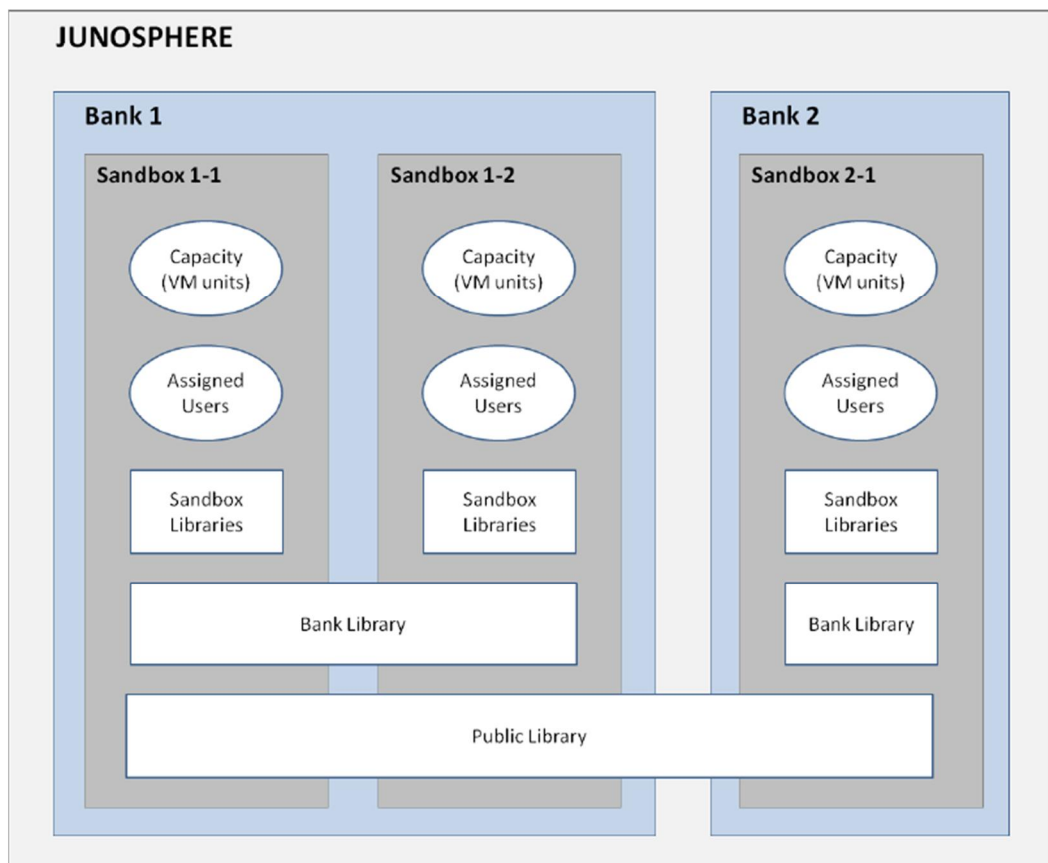 JUNOSPHERE
Bank 1
Sandbox 1-1
Capacity
(VM units)
Assigned
Users
Sandbox
Libraries
Sandbox 1-2
Capacity
(VM units)
Assigned
Users
Sandbox
Libraries
Bank Library
Bank 2
Sandbox 2-1
Capacity
(VM units)
Assigned
Users
Sandbox
Libraries
Bank Library
Public Library